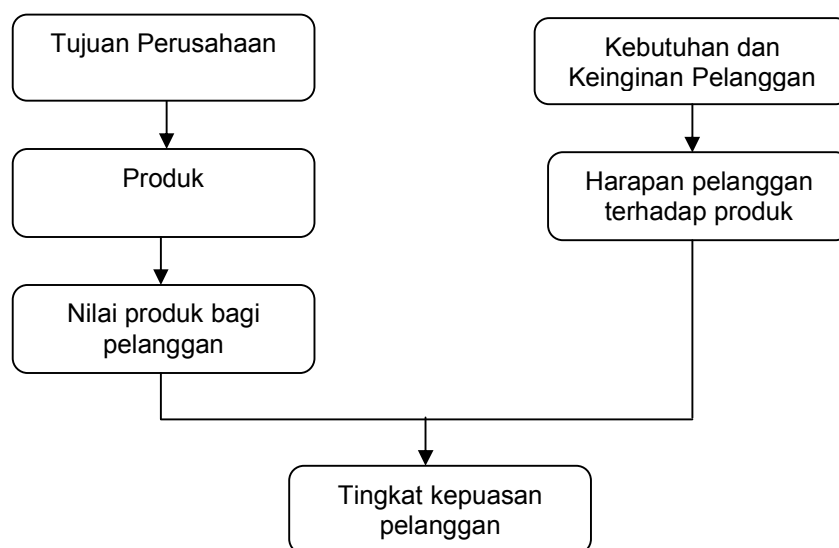 Tujuan Perusahaan
Kebutuhan dan
Keinginan Pelanggan
Produk
Harapan pelanggan
terhadap produk
Nilai produk bagi
pelanggan
Tingkat kepuasan
pelanggan